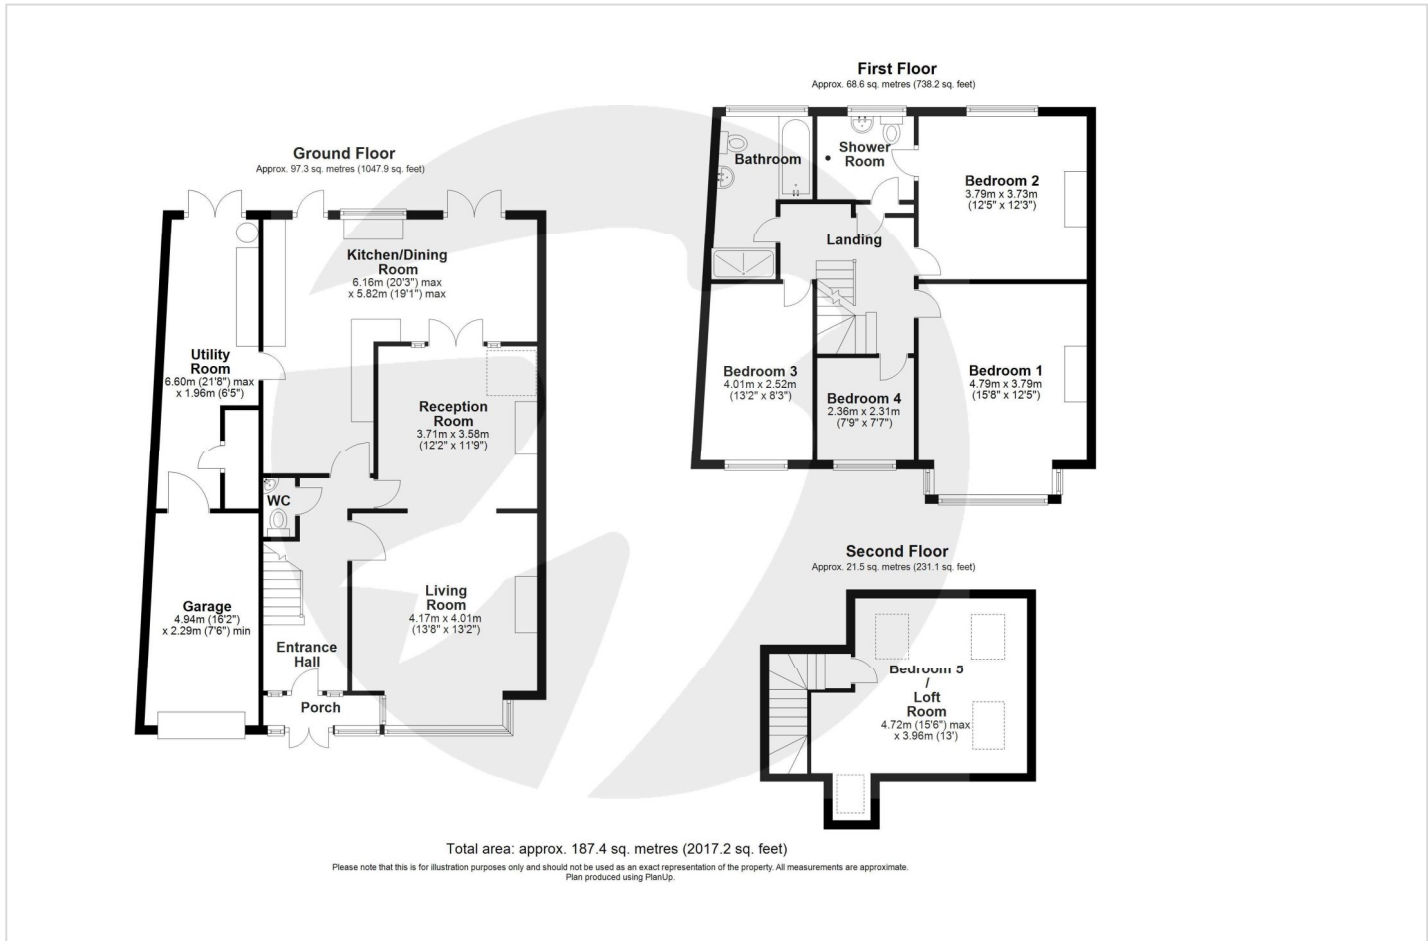 First Floor
Approx. 68.6 sq. metres (738.2 sq. feet)
Bathroom
Shower
Room
Bedroom 2
3.79m x 3.73m
(12'5" x 12'3")
Landing
Bedroom 3
4.01m x 2.52m
(13'2" x 8'3")
Bedroom 4
2.36m x 2.31m
(7'9" x 7'7")
Bedroom 1
4.79m x 3.79m
(15'8" x 12'5")
Ground Floor
Approx. 97.3 sq. metres (1047.9 sq. feet)
Kitchen/Dining
Room
6.16m (20'3") max
x 5.82m (19'1") max
Utility
Room
6.60m (21'8") max
x 1.96m (6'5")
Reception
Room
3.71m x 3.58m
(12'2" x 11'9")
WC
Garage
4.94m (16'2")
x 2.29m (7'6") min
Living
Room
4.17m x 4.01m
(13'8" x 13'2")
Entrance
Hall
Porch
Second Floor
Approx. 21.5 sq. metres (231.1 sq. feet)
Bedroom 5
/
Loft
Room
4.72m (15'6") max
x 3.96m (13')
Total area: approx. 187.4 sq. metres (2017.2 sq. feet)
Please note that this is for illustration purposes only and should not be used as an exact representation of the property. All measurements are approximate.
Plan produced using PlanUp.